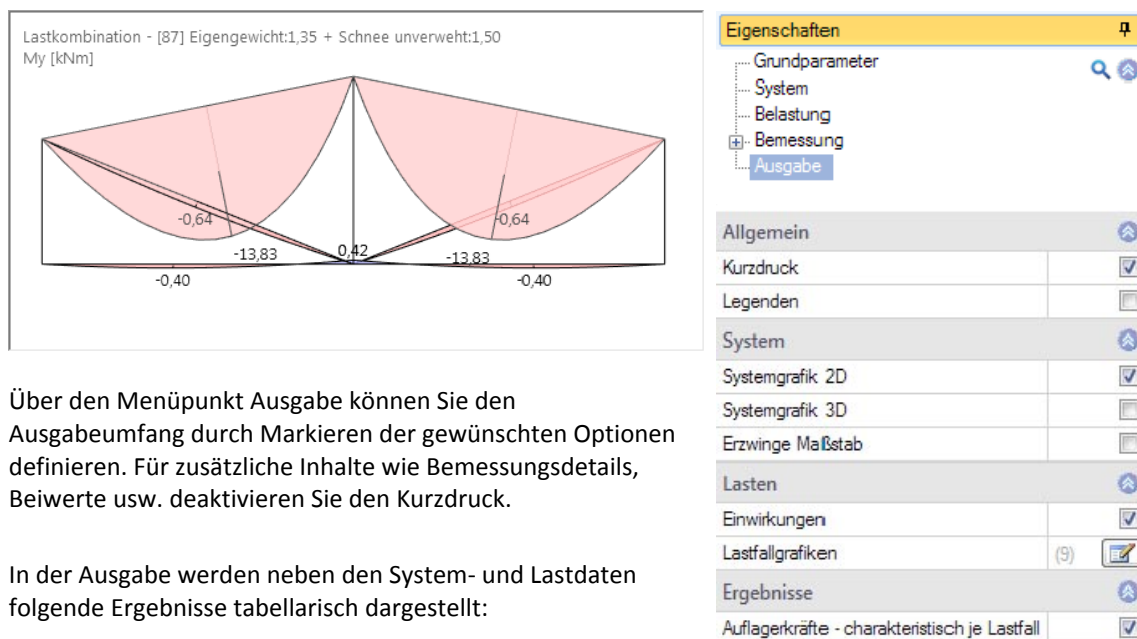 Lastkombination - [87] Eigengewicht:1,35 + Schnee unverweht:1,50
My [kNm]
-0,64
-0,64
-13,83
0,42
-13,83
-0,40
-0,40
Über den Menüpunkt Ausgabe können Sie den
Ausgabeumfang durch Markieren der gewünschten Optionen
definieren. Für zusätzliche Inhalte wie Bemessungsdetails,
Beiwerte usw. deaktivieren Sie den Kurzdruck.
In der Ausgabe werden neben den System- und Lastdaten
folgende Ergebnisse tabellarisch dargestellt:
Eigenschaften
Grundparameter
System
Belastung
Bemessung
Ausgabe
Allgemein
Kurzdruck
Legenden
System
Systemgrafik 2D
Systemgrafik 3D
Erzwinge Maßstab
Lasten
Einwirkungen
Lastfallgrafiken (9)
Ergebnisse
Auflagerkräfte - charakteristisch je Lastfall